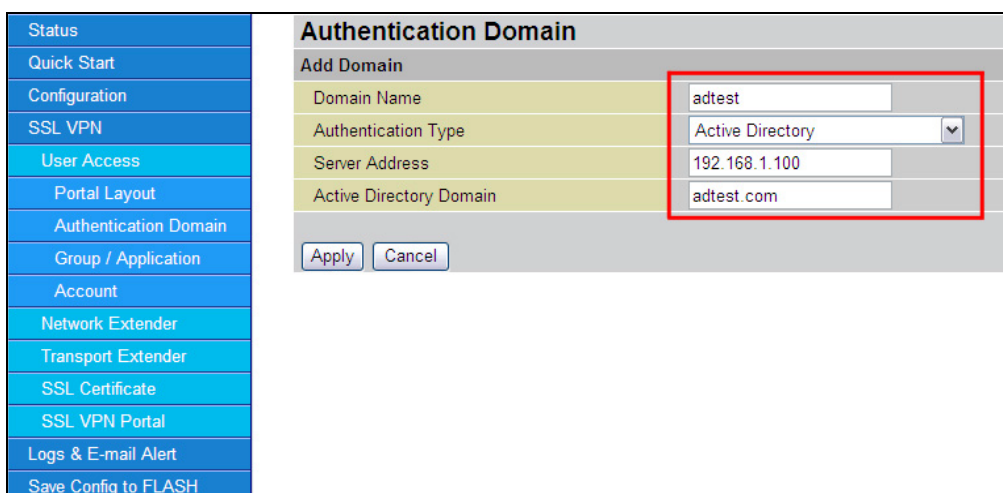 Status
Quick Start
Configuration
SSL VPN
User Access
Portal Layout
Authentication Domain
Group / Application
Account
Network Extender
Transport Extender
SSL Certificate
SSL VPN Portal
Logs & E-mail Alert
Save Config to FLASH
Authentication Domain
Add Domain
Domain Name adtest
Authentication Type Active Directory
Server Address 192.168.1.100
Active Directory Domain adtest.com
Apply Cancel